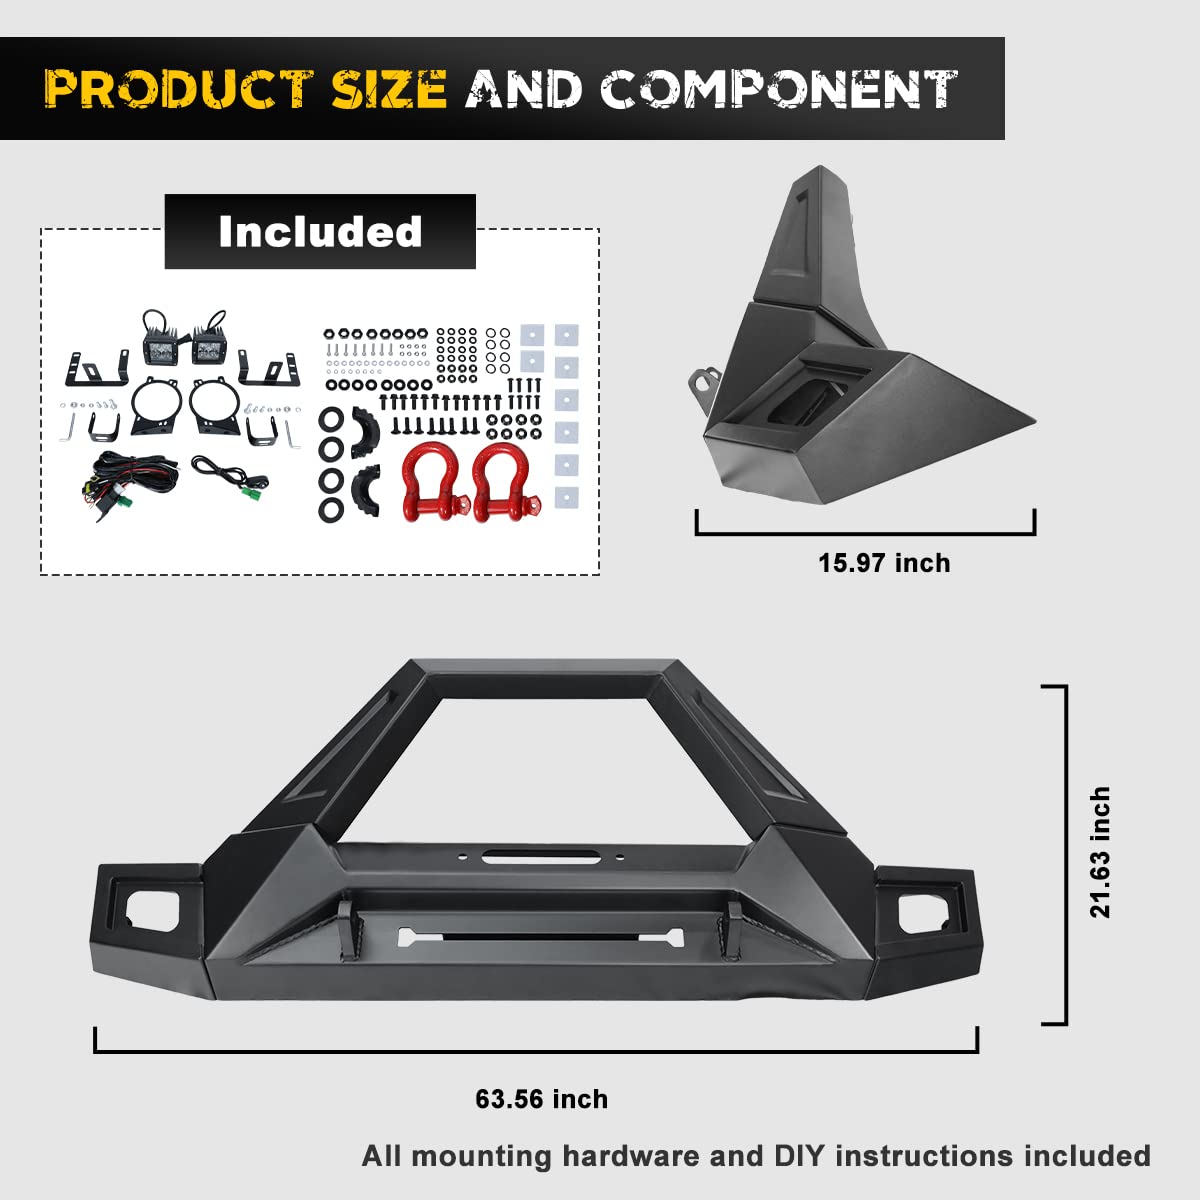 PRODUCT SIZE AND COMPONENT
Included
15.97 inch
21.63 inch
63.56 inch
All mounting hardware and DIY instructions included